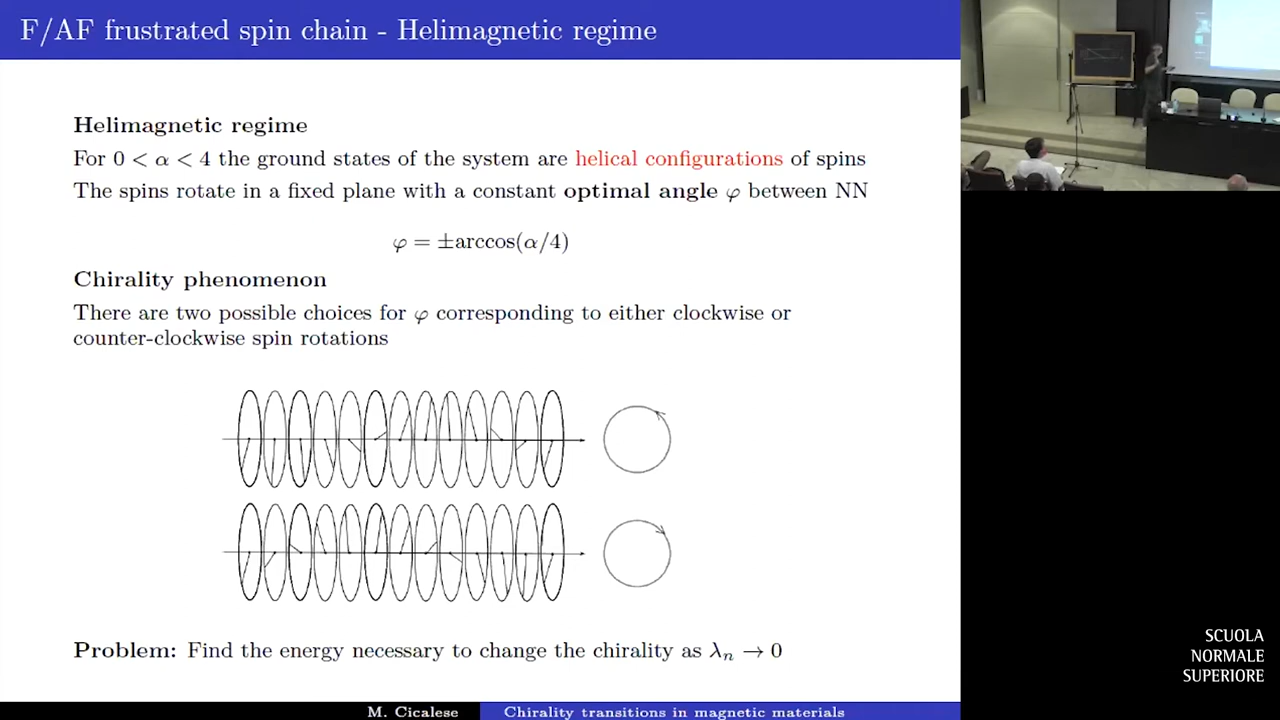 F/AF frustrated spin chain - Helimagnetic regime
Helimagnetic regime
For 0 < α < 4 the ground states of the system are helical configurations of spins
The spins rotate in a fixed plane with a constant optimal angle φ between NN
φ = ±arccos(α/4)
Chirality phenomenon
There are two possible choices for φ corresponding to either clockwise or
counter-clockwise spin rotations
Problem: Find the energy necessary to change the chirality as λn → 0
M. Cicalese
Chirality transitions in magnetic materials
SCUOLA
NORMALE
SUPERIORE